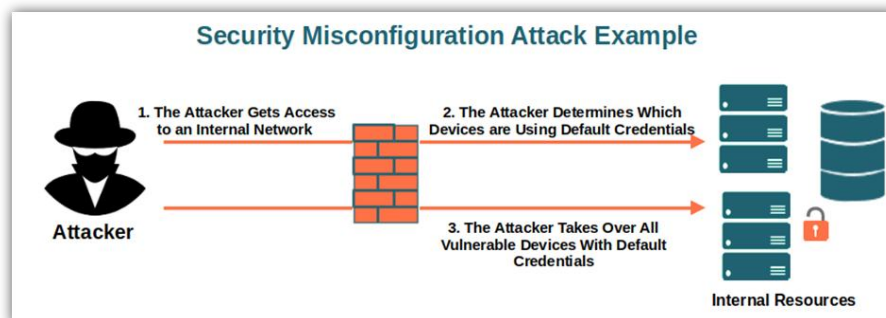 Security Misconfiguration Attack Example
1. The Attacker Gets Access
to an Internal Network
2. The Attacker Determines Which
Devices are Using Default Credentials
Attacker
3. The Attacker Takes Over All
Vulnerable Devices With Default
Credentials
Internal Resources